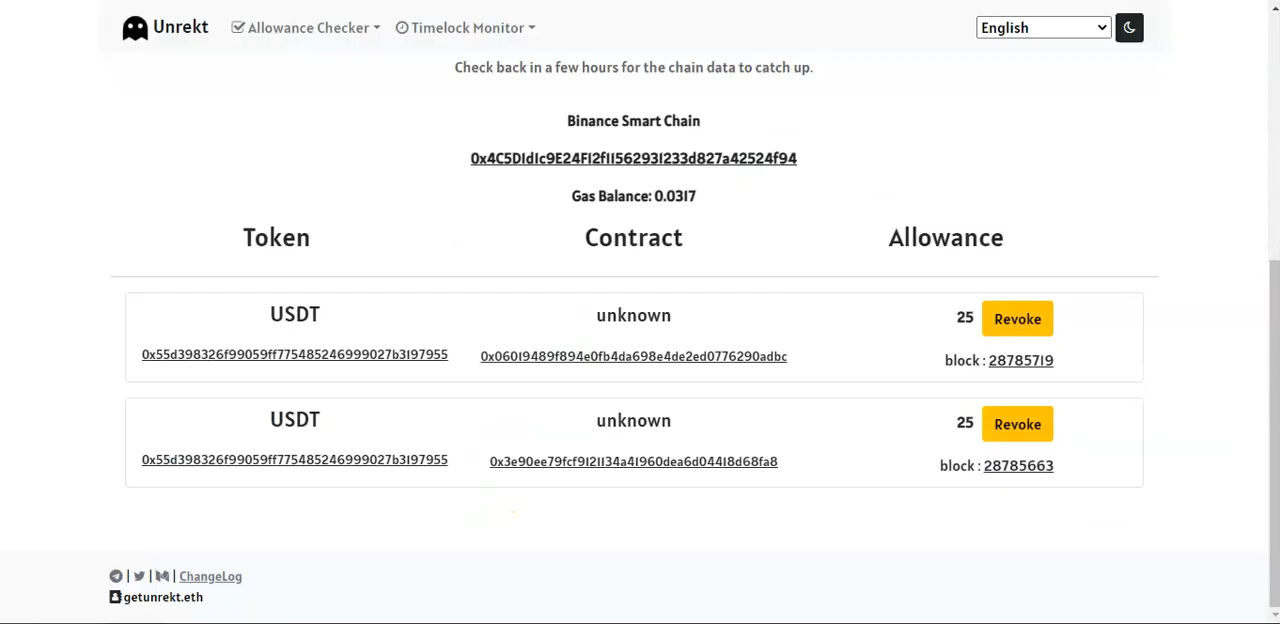 Unrekt
Allowance Checker
Timelock Monitor
English
Check back in a few hours for the chain data to catch up.
Binance Smart Chain
0x4C5D1d1c9E24F12f11562931233d827a42524f94
Gas Balance: 0.0317
Token Contract Allowance
USDT unknown 25 Revoke
0x55d398326f99059ff775485246999027b3197955 0x06019489f894e0fb4da698e4de2ed0776290adbc block : 28785719
USDT unknown 25 Revoke
0x55d398326f99059ff775485246999027b3197955 0x3e90ee79fcf9121134a41960dea6d04418d68fa8 block : 28785663
| | | ChangeLog
getunrekt.eth